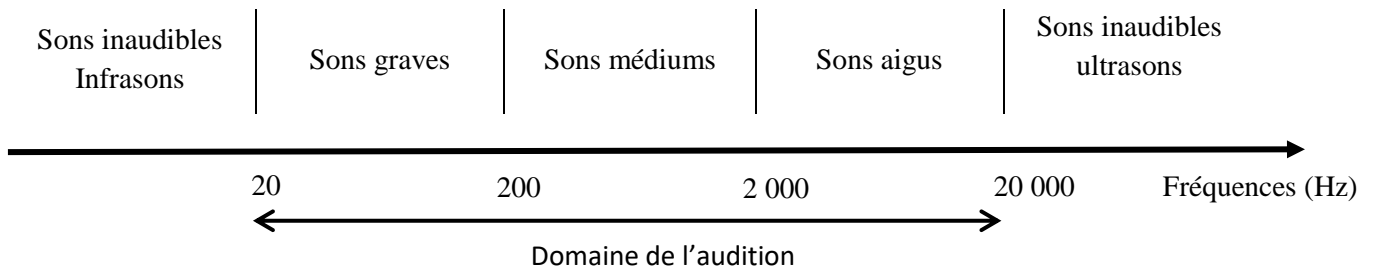 Sons inaudibles
Infrasons
Sons graves
Sons médiums
Sons aigus
Sons inaudibles
ultrasons
20
200
2 000
20 000
Fréquences (Hz)
Domaine de l’audition